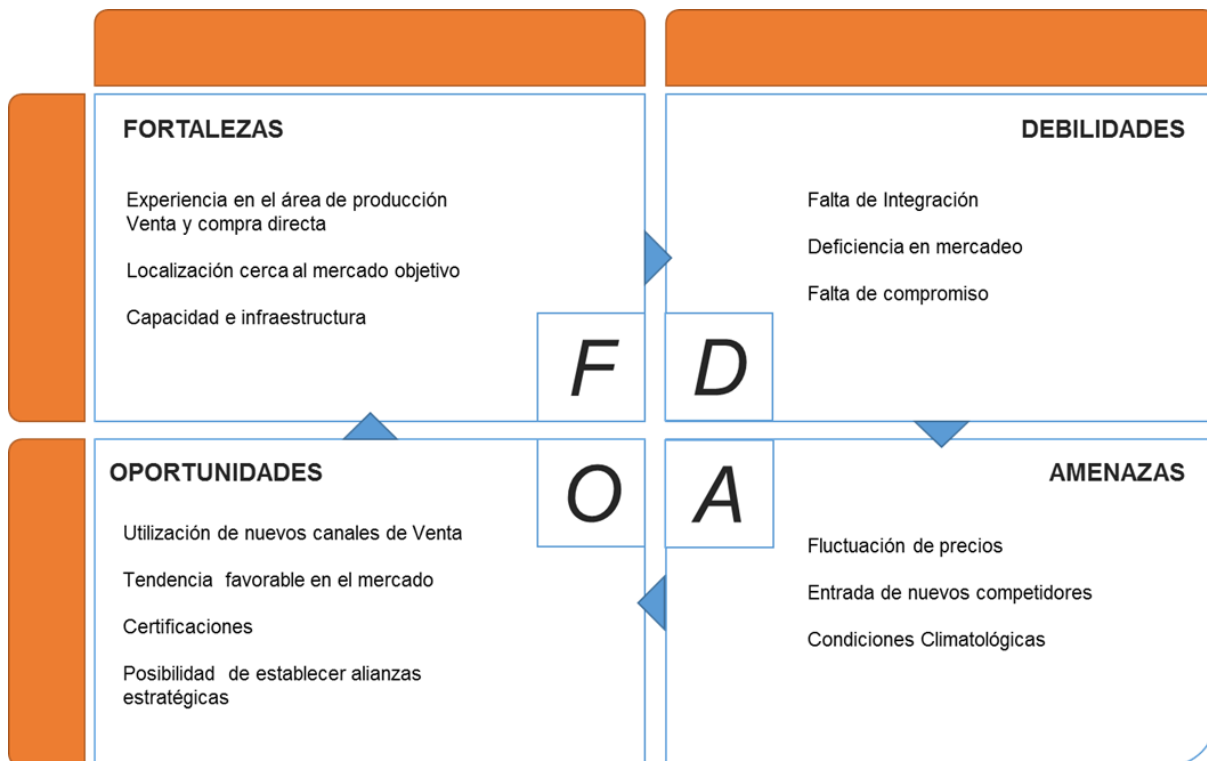 FORTALEZAS
Experiencia en el área de producción
Venta y compra directa
Localización cerca al mercado objetivo
Capacidad e infraestructura
F
DEBILIDADES
Falta de Integración
Deficiencia en mercadeo
Falta de compromiso
D
OPORTUNIDADES
Utilización de nuevos canales de Venta
Tendencia favorable en el mercado
Certificaciones
Posibilidad de establecer alianzas
estratégicas
O
AMENAZAS
Fluctuación de precios
Entrada de nuevos competidores
Condiciones Climatológicas
A